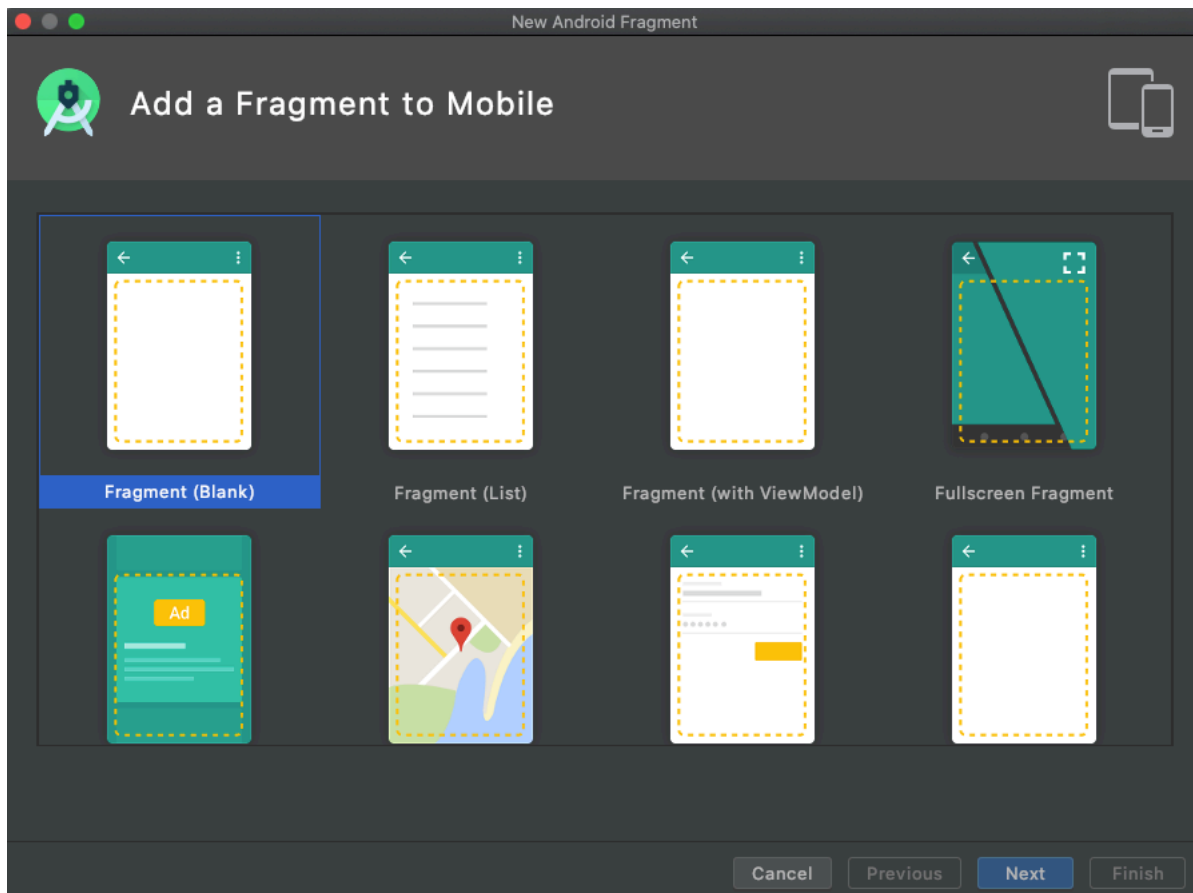 New Android Fragment
Add a Fragment to Mobile
Fragment (Blank)
Fragment (List)
Fragment (with ViewModel)
Fullscreen Fragment
Ad
Cancel
Previous
Next
Finish